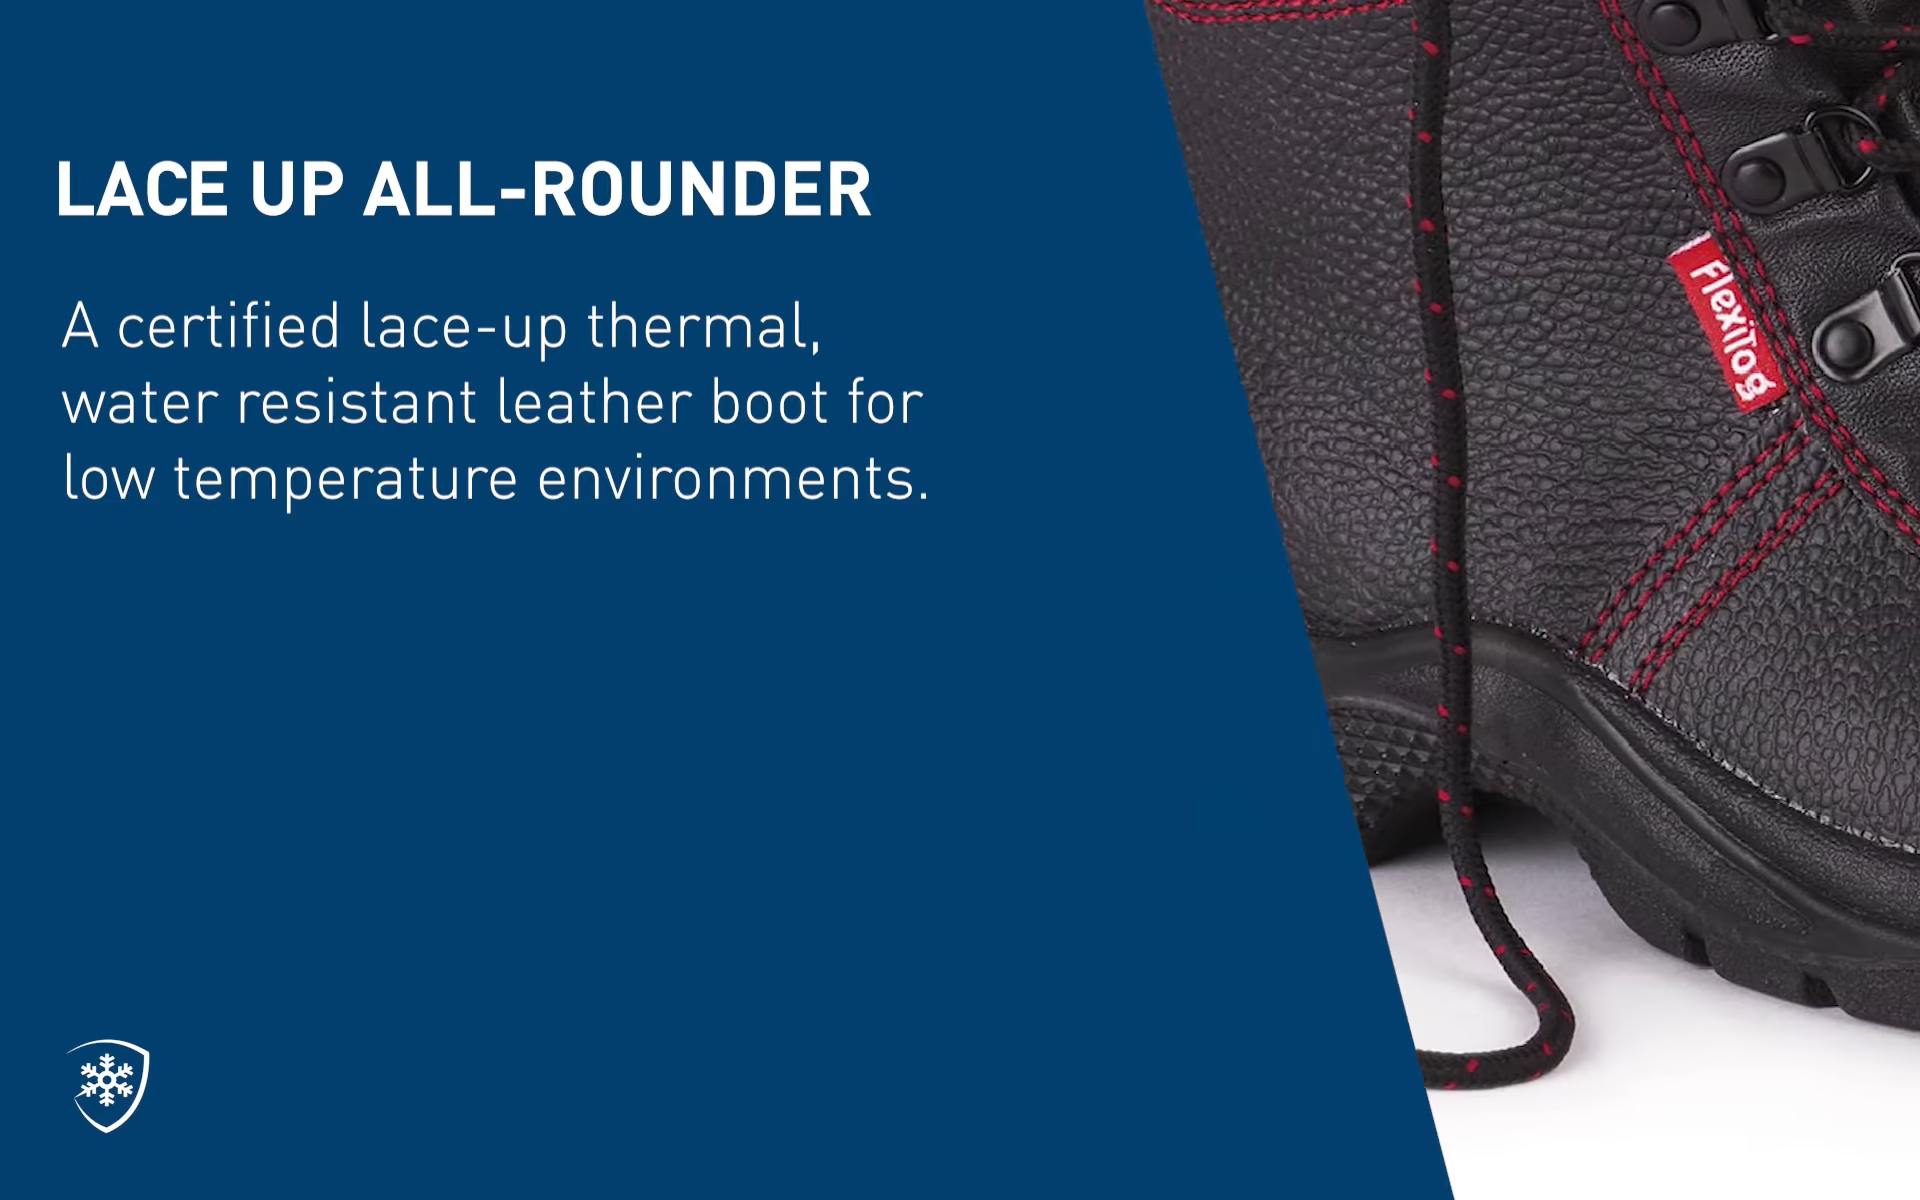 LACE UP ALL-ROUNDER
A certified lace-up thermal,
water resistant leather boot for
low temperature environments.
FlexiTog